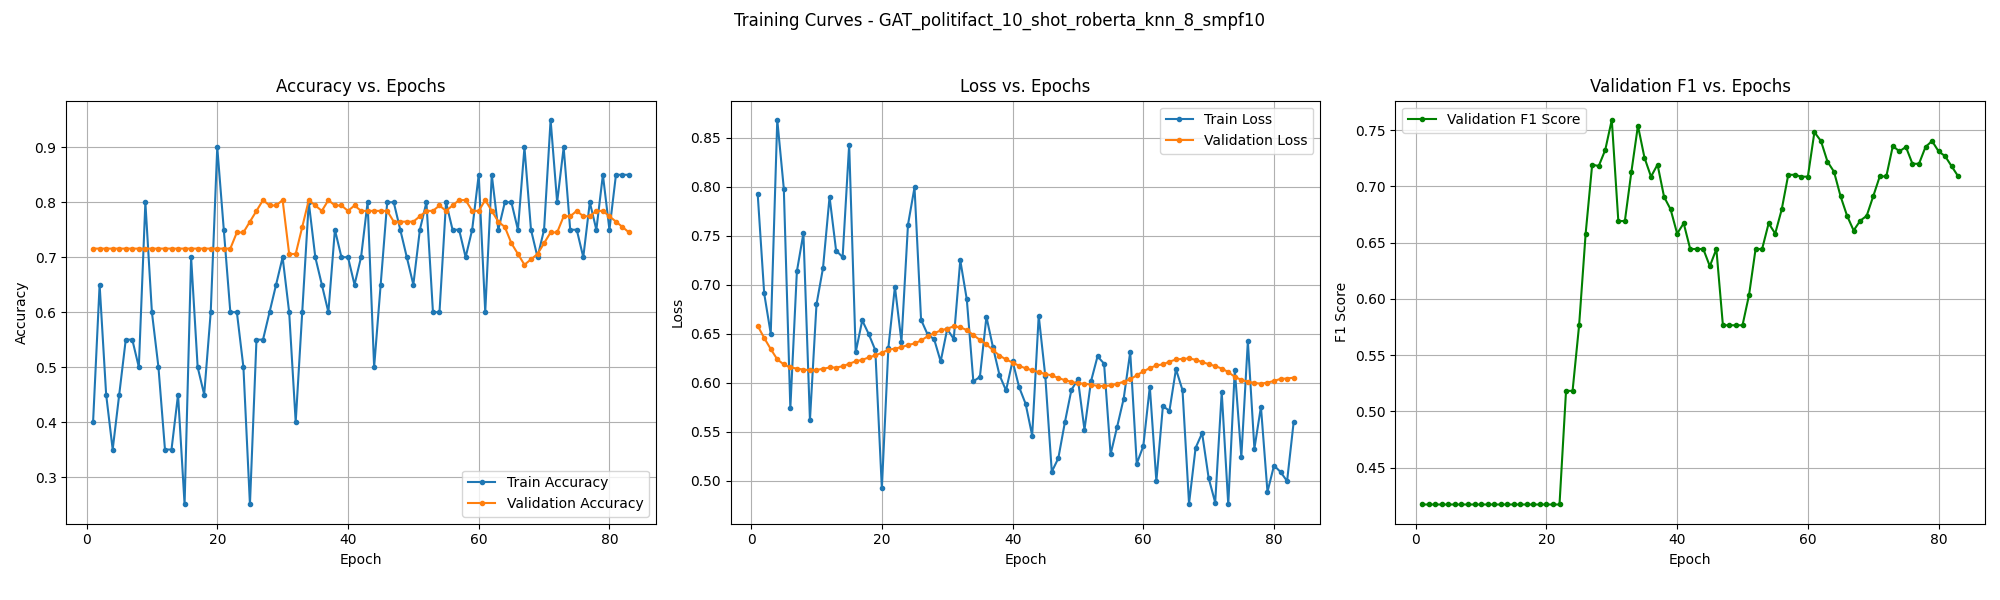 Training Curves - GAT_politifact_10_shot_roberta_knn_8_smpf10
Accuracy vs. Epochs
Accuracy
0.9
0.8
0.7
0.6
0.5
0.4
0.3
Train Accuracy
Validation Accuracy
0 20 40 60 80
Epoch
Loss vs. Epochs
Loss
0.85
0.80
0.75
0.70
0.65
0.60
0.55
0.50
Train Loss
Validation Loss
0 20 40 60 80
Epoch
Validation F1 vs. Epochs
F1 Score
0.75
0.70
0.65
0.60
0.55
0.50
0.45
Validation F1 Score
0 20 40 60 80
Epoch